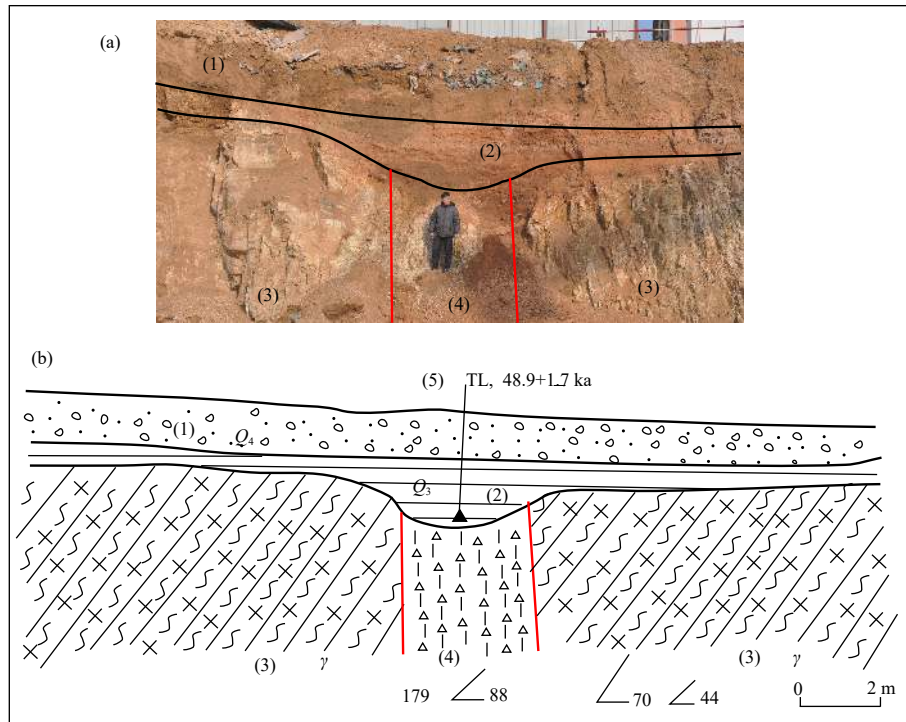 (a)
(1)
(2)
(3)
(4)
(3)
(b)
(5) TL, 48.9+1.7 ka
(1)
Q4
Q3
(2)
(3) γ
(4)
(3) γ
179 88
70 44
0 2 m